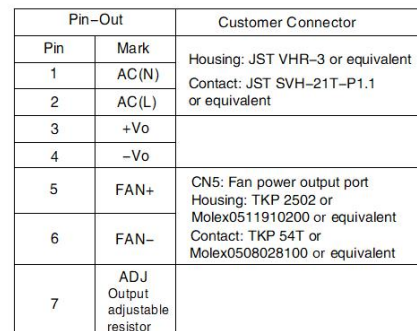 Pin-Out Customer Connector
Pin Mark
Housing: JST VHR-3 or equivalent
Contact: JST SVH-21T-P1.1
or equivalent
1 AC(N)
2 AC(L)
3 +Vo
4 -Vo
5 FAN+
CN5: Fan power output port
Housing: TKP 2502 or
Molex0511910200 or equivalent
Contact: TKP 54T or
Molex0508028100 or equivalent
6 FAN-
7
ADJ
Output
adjustable
resistor